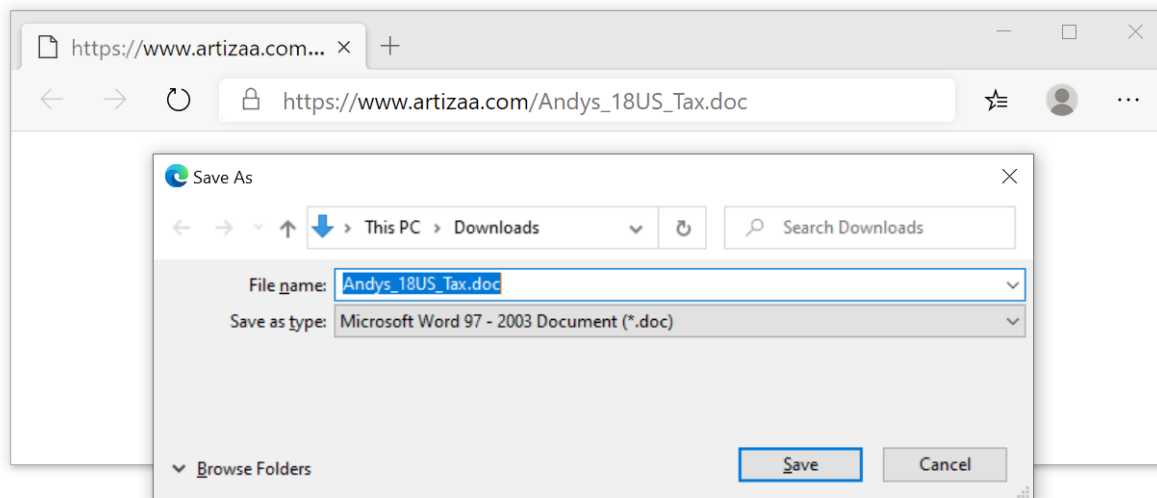 https://www.artizaa.com...
https://www.artizaa.com/Andys_18US_Tax.doc
Save As
This PC > Downloads
Search Downloads
File name: Andys_18US_Tax.doc
Save as type: Microsoft Word 97 - 2003 Document (*.doc)
Browse Folders
Save
Cancel